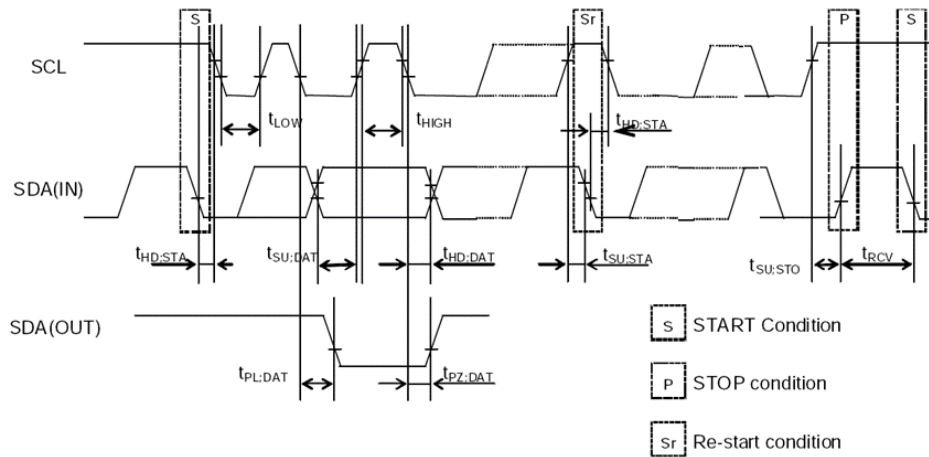 S Sr P S
SCL
tLOW tHIGH tHD:STA
SDA(IN)
tHD:STA tSU:DAT tHD:DAT tSU:STA tSU:STO tRCV
SDA(OUT)
tPL:DAT tPZ:DAT
S START Condition
P STOP condition
Sr Re-start condition